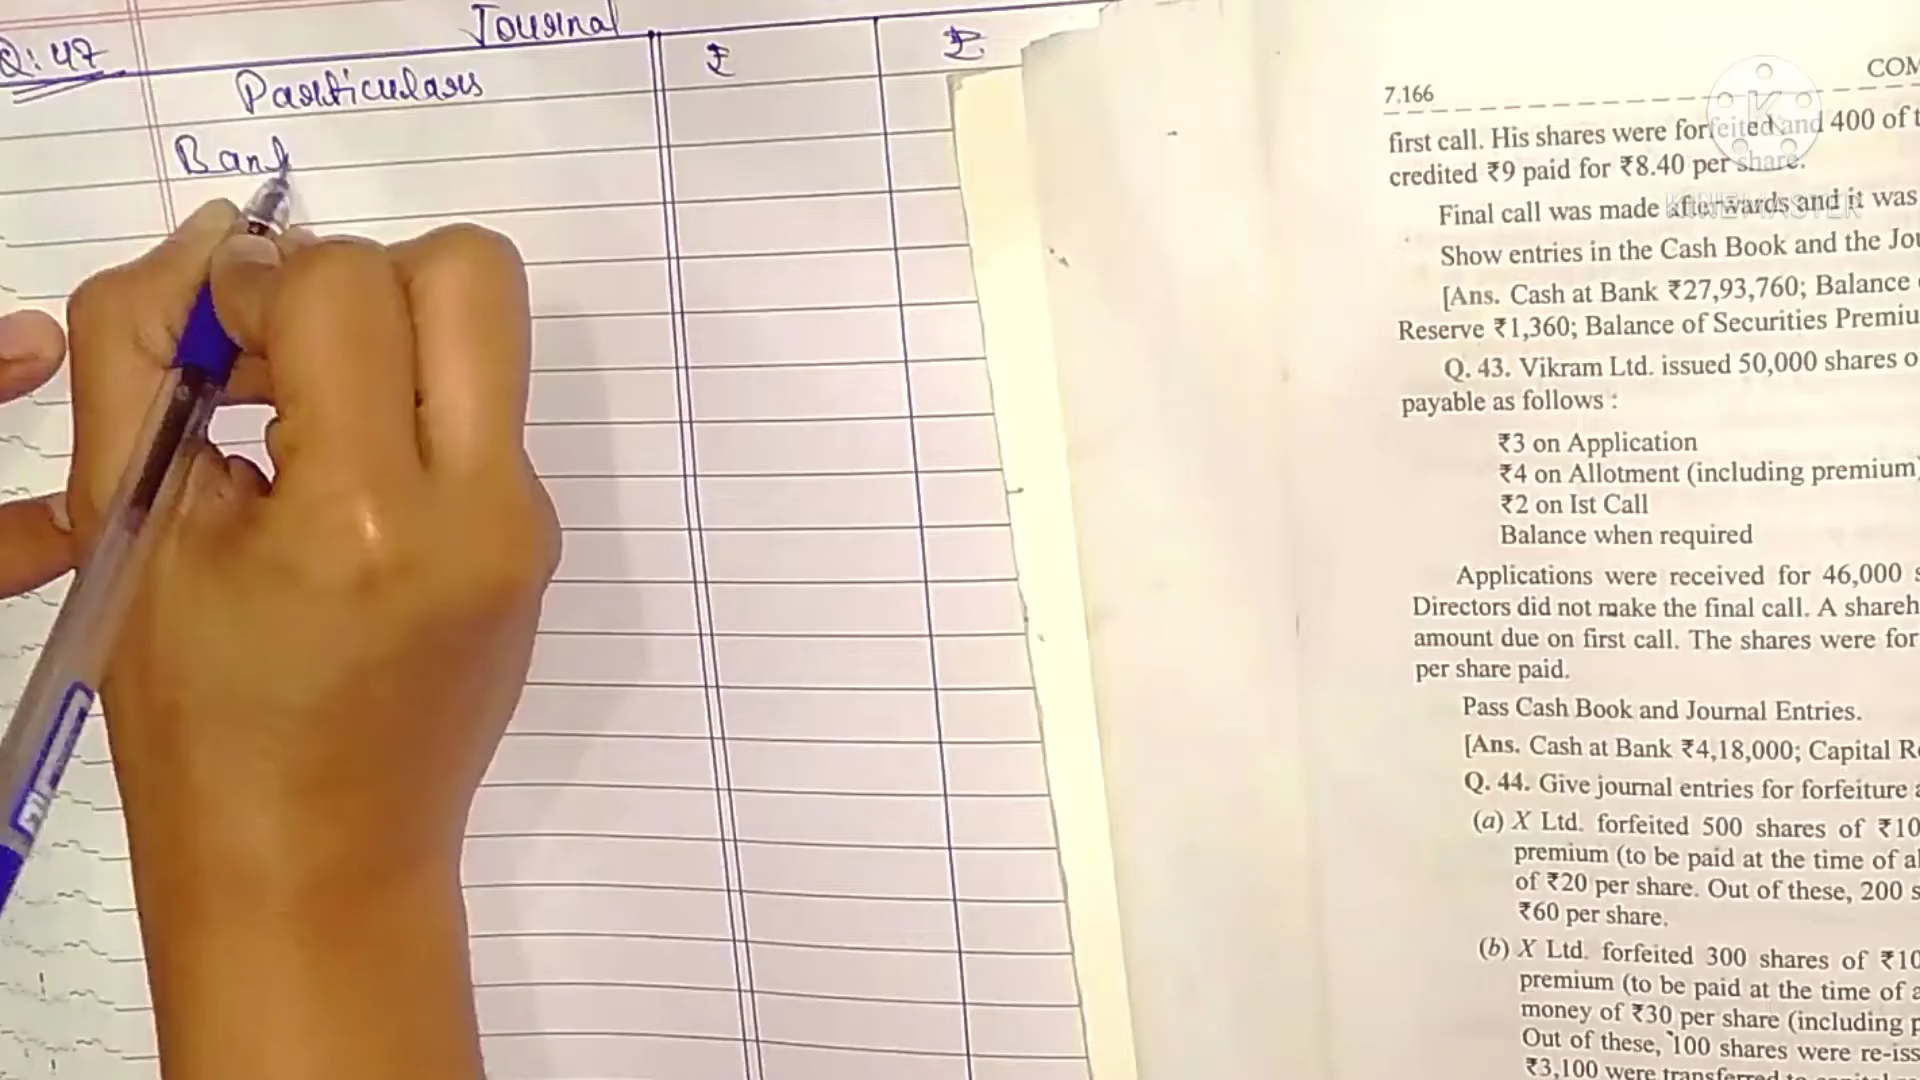 Journal
Q:47
₹
₹
Particulars
Bank
7.166
COM
first call. His shares were forfeited and 400 of t
credited ₹9 paid for ₹8.40 per share.
Final call was made afterwards and it was
Show entries in the Cash Book and the Jou
[Ans. Cash at Bank ₹27,93,760; Balance
Reserve ₹1,360; Balance of Securities Premiu
Q. 43. Vikram Ltd. issued 50,000 shares o
payable as follows :
₹3 on Application
₹4 on Allotment (including premium)
₹2 on Ist Call
Balance when required
Applications were received for 46,000 s
Directors did not make the final call. A shareh
amount due on first call. The shares were for
per share paid.
Pass Cash Book and Journal Entries.
[Ans. Cash at Bank ₹4,18,000; Capital Re
Q. 44. Give journal entries for forfeiture a
(a) X Ltd. forfeited 500 shares of ₹10
premium (to be paid at the time of al
of ₹20 per share. Out of these, 200 s
₹60 per share.
(b) X Ltd. forfeited 300 shares of ₹10
premium (to be paid at the time of a
money of ₹30 per share (including p
Out of these, 100 shares were re-iss
₹3,100 were transferred to
K
KINEMASTER